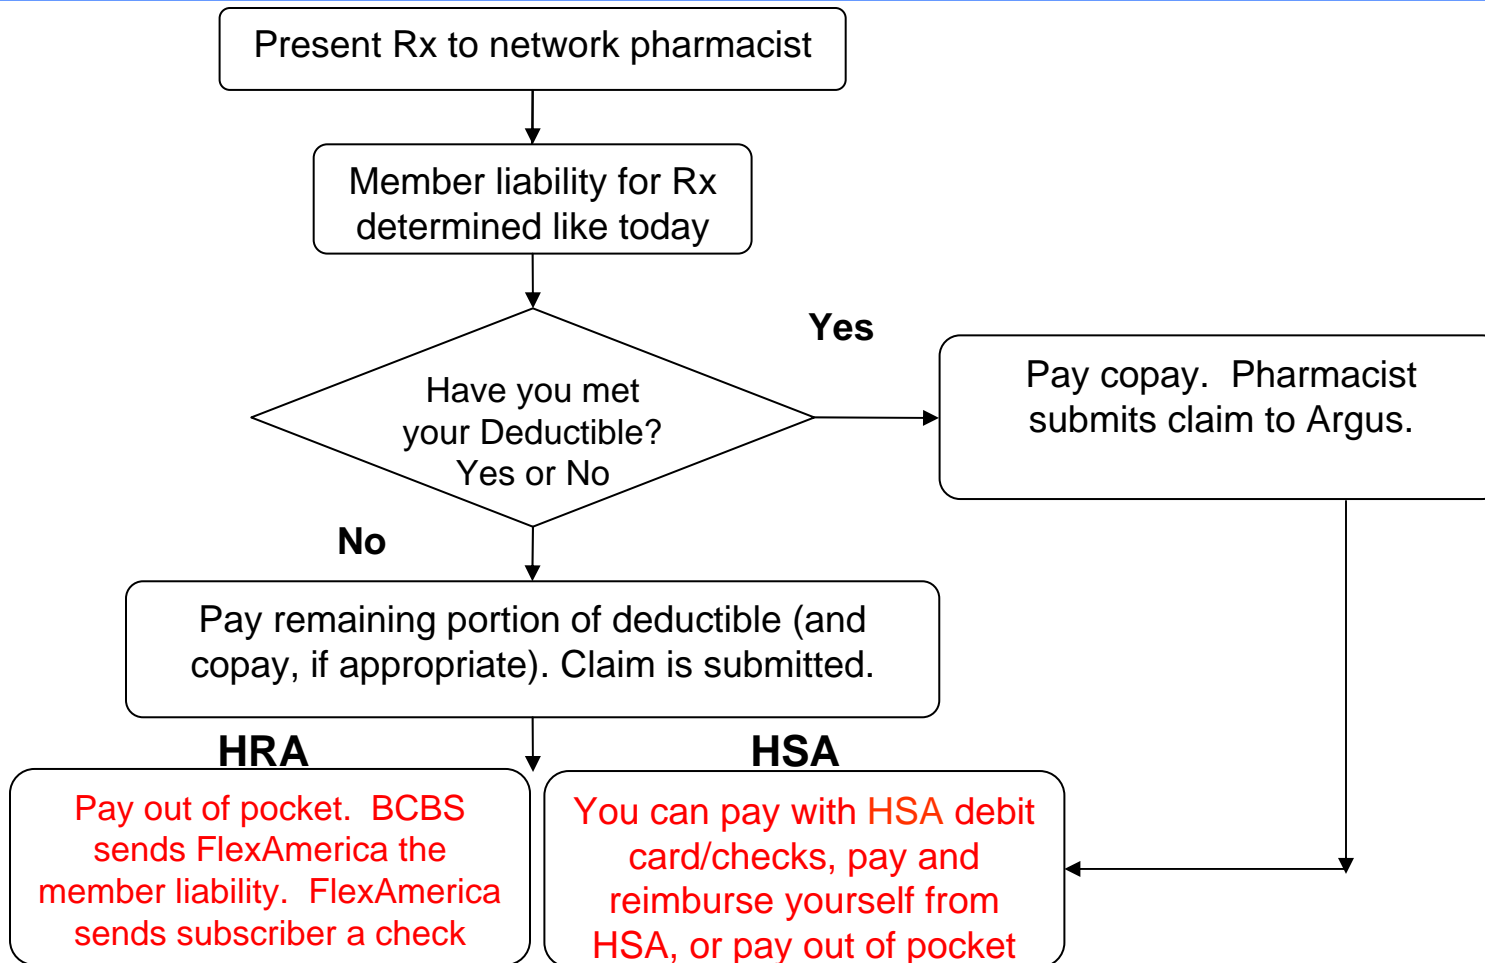 Present Rx to network pharmacist
Member liability for Rx
determined like today
Have you met
your Deductible?
Yes or No
Yes
Pay copay.  Pharmacist
submits claim to Argus.
No
Pay remaining portion of deductible (and
copay, if appropriate). Claim is submitted.
HRA
Pay out of pocket.  BCBS
sends FlexAmerica the
member liability.  FlexAmerica
sends subscriber a check
HSA
You can pay with HSA debit
card/checks, pay and
reimburse yourself from
HSA, or pay out of pocket